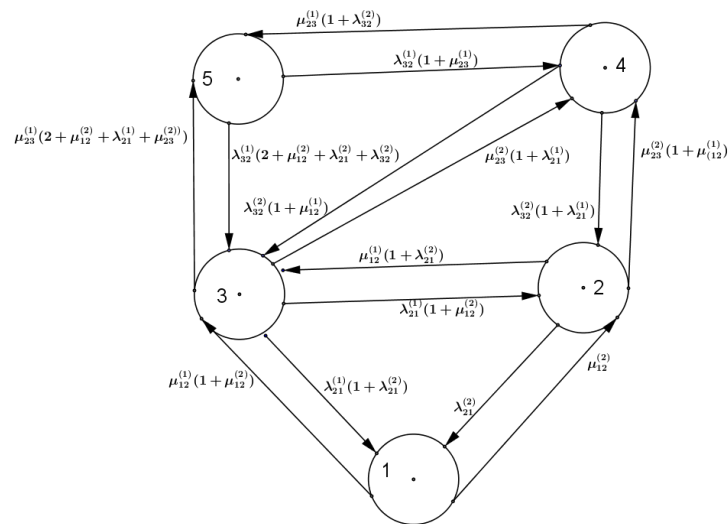 μ₂₃⁽¹⁾(1 + λ₃₂⁽²⁾)
λ₃₂⁽¹⁾(1 + μ₂₃⁽¹⁾)
5
4
μ₂₃⁽¹⁾(2 + μ₁₂⁽²⁾ + λ₂₁⁽¹⁾ + μ₂₃⁽²⁾⁾)
λ₃₂⁽¹⁾(2 + μ₁₂⁽²⁾ + λ₂₁⁽²⁾ + λ₃₂⁽²⁾)
μ₂₃⁽²⁾(1 + λ₂₁⁽¹⁾)
μ₂₃⁽²⁾(1 + μ₍₁₂⁽¹⁾)
λ₃₂⁽²⁾(1 + μ₁₂⁽¹⁾)
λ₃₂⁽²⁾(1 + λ₂₁⁽¹⁾)
μ₁₂⁽¹⁾(1 + λ₂₁⁽²⁾)
3
2
λ₂₁⁽¹⁾(1 + μ₁₂⁽²⁾)
μ₁₂⁽¹⁾(1 + μ₁₂⁽²⁾)
λ₂₁⁽¹⁾(1 + λ₂₁⁽²⁾)
λ₂₁⁽²⁾
μ₁₂⁽²⁾
1